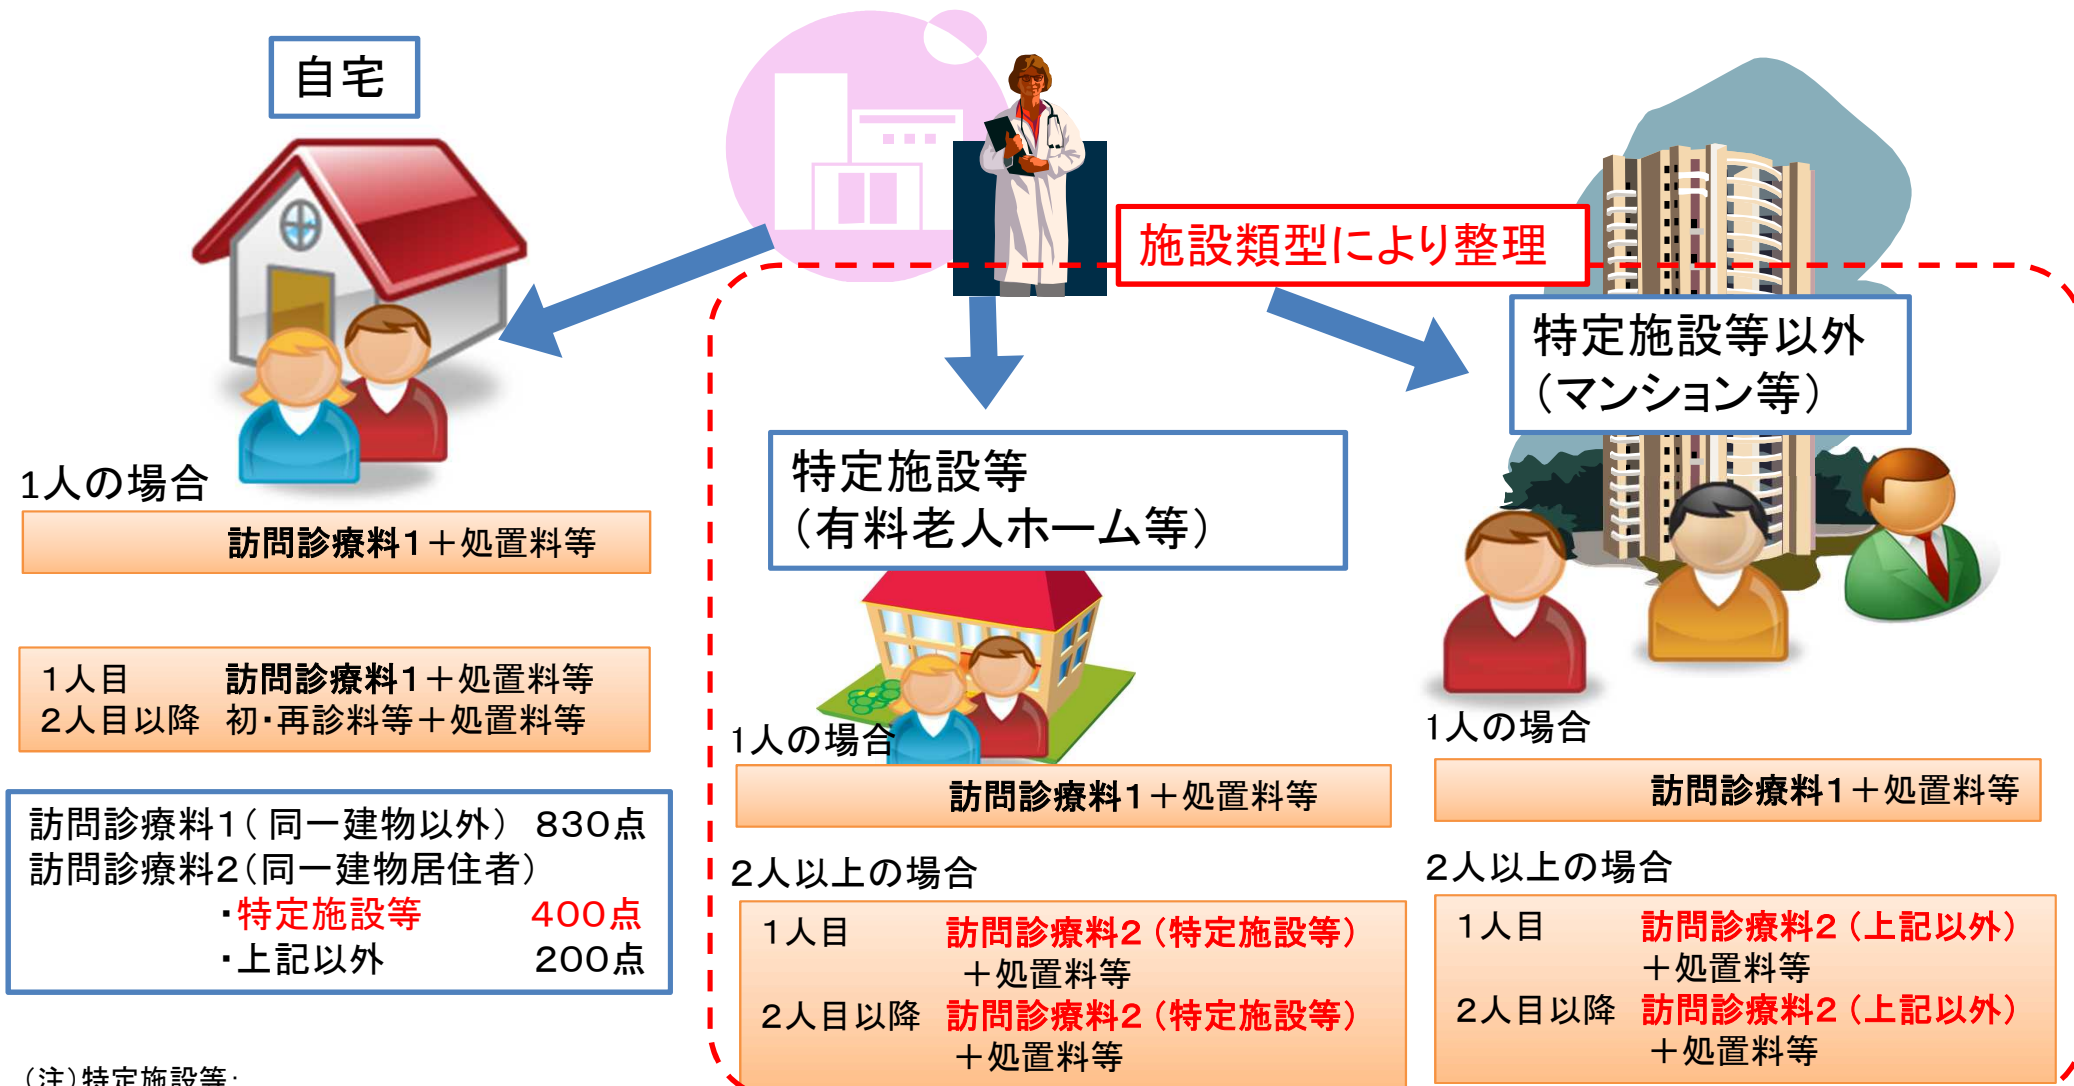 自宅
施設類型により整理
特定施設等以外
(マンション等)
特定施設等
(有料老人ホーム等)
1人の場合
訪問診療料1+処置料等
1人目 訪問診療料1+処置料等
2人目以降 初・再診料等+処置料等
訪問診療料1(同一建物以外) 830点
訪問診療料2(同一建物居住者)
・特定施設等 400点
・上記以外 200点
(注)特定施設等:
1人の場合
訪問診療料1+処置料等
2人以上の場合
1人目 訪問診療料2(特定施設等)
+処置料等
2人目以降 訪問診療料2(特定施設等)
+処置料等
1人の場合
訪問診療料1+処置料等
2人以上の場合
1人目 訪問診療料2(上記以外)
+処置料等
2人目以降 訪問診療料2(上記以外)
+処置料等